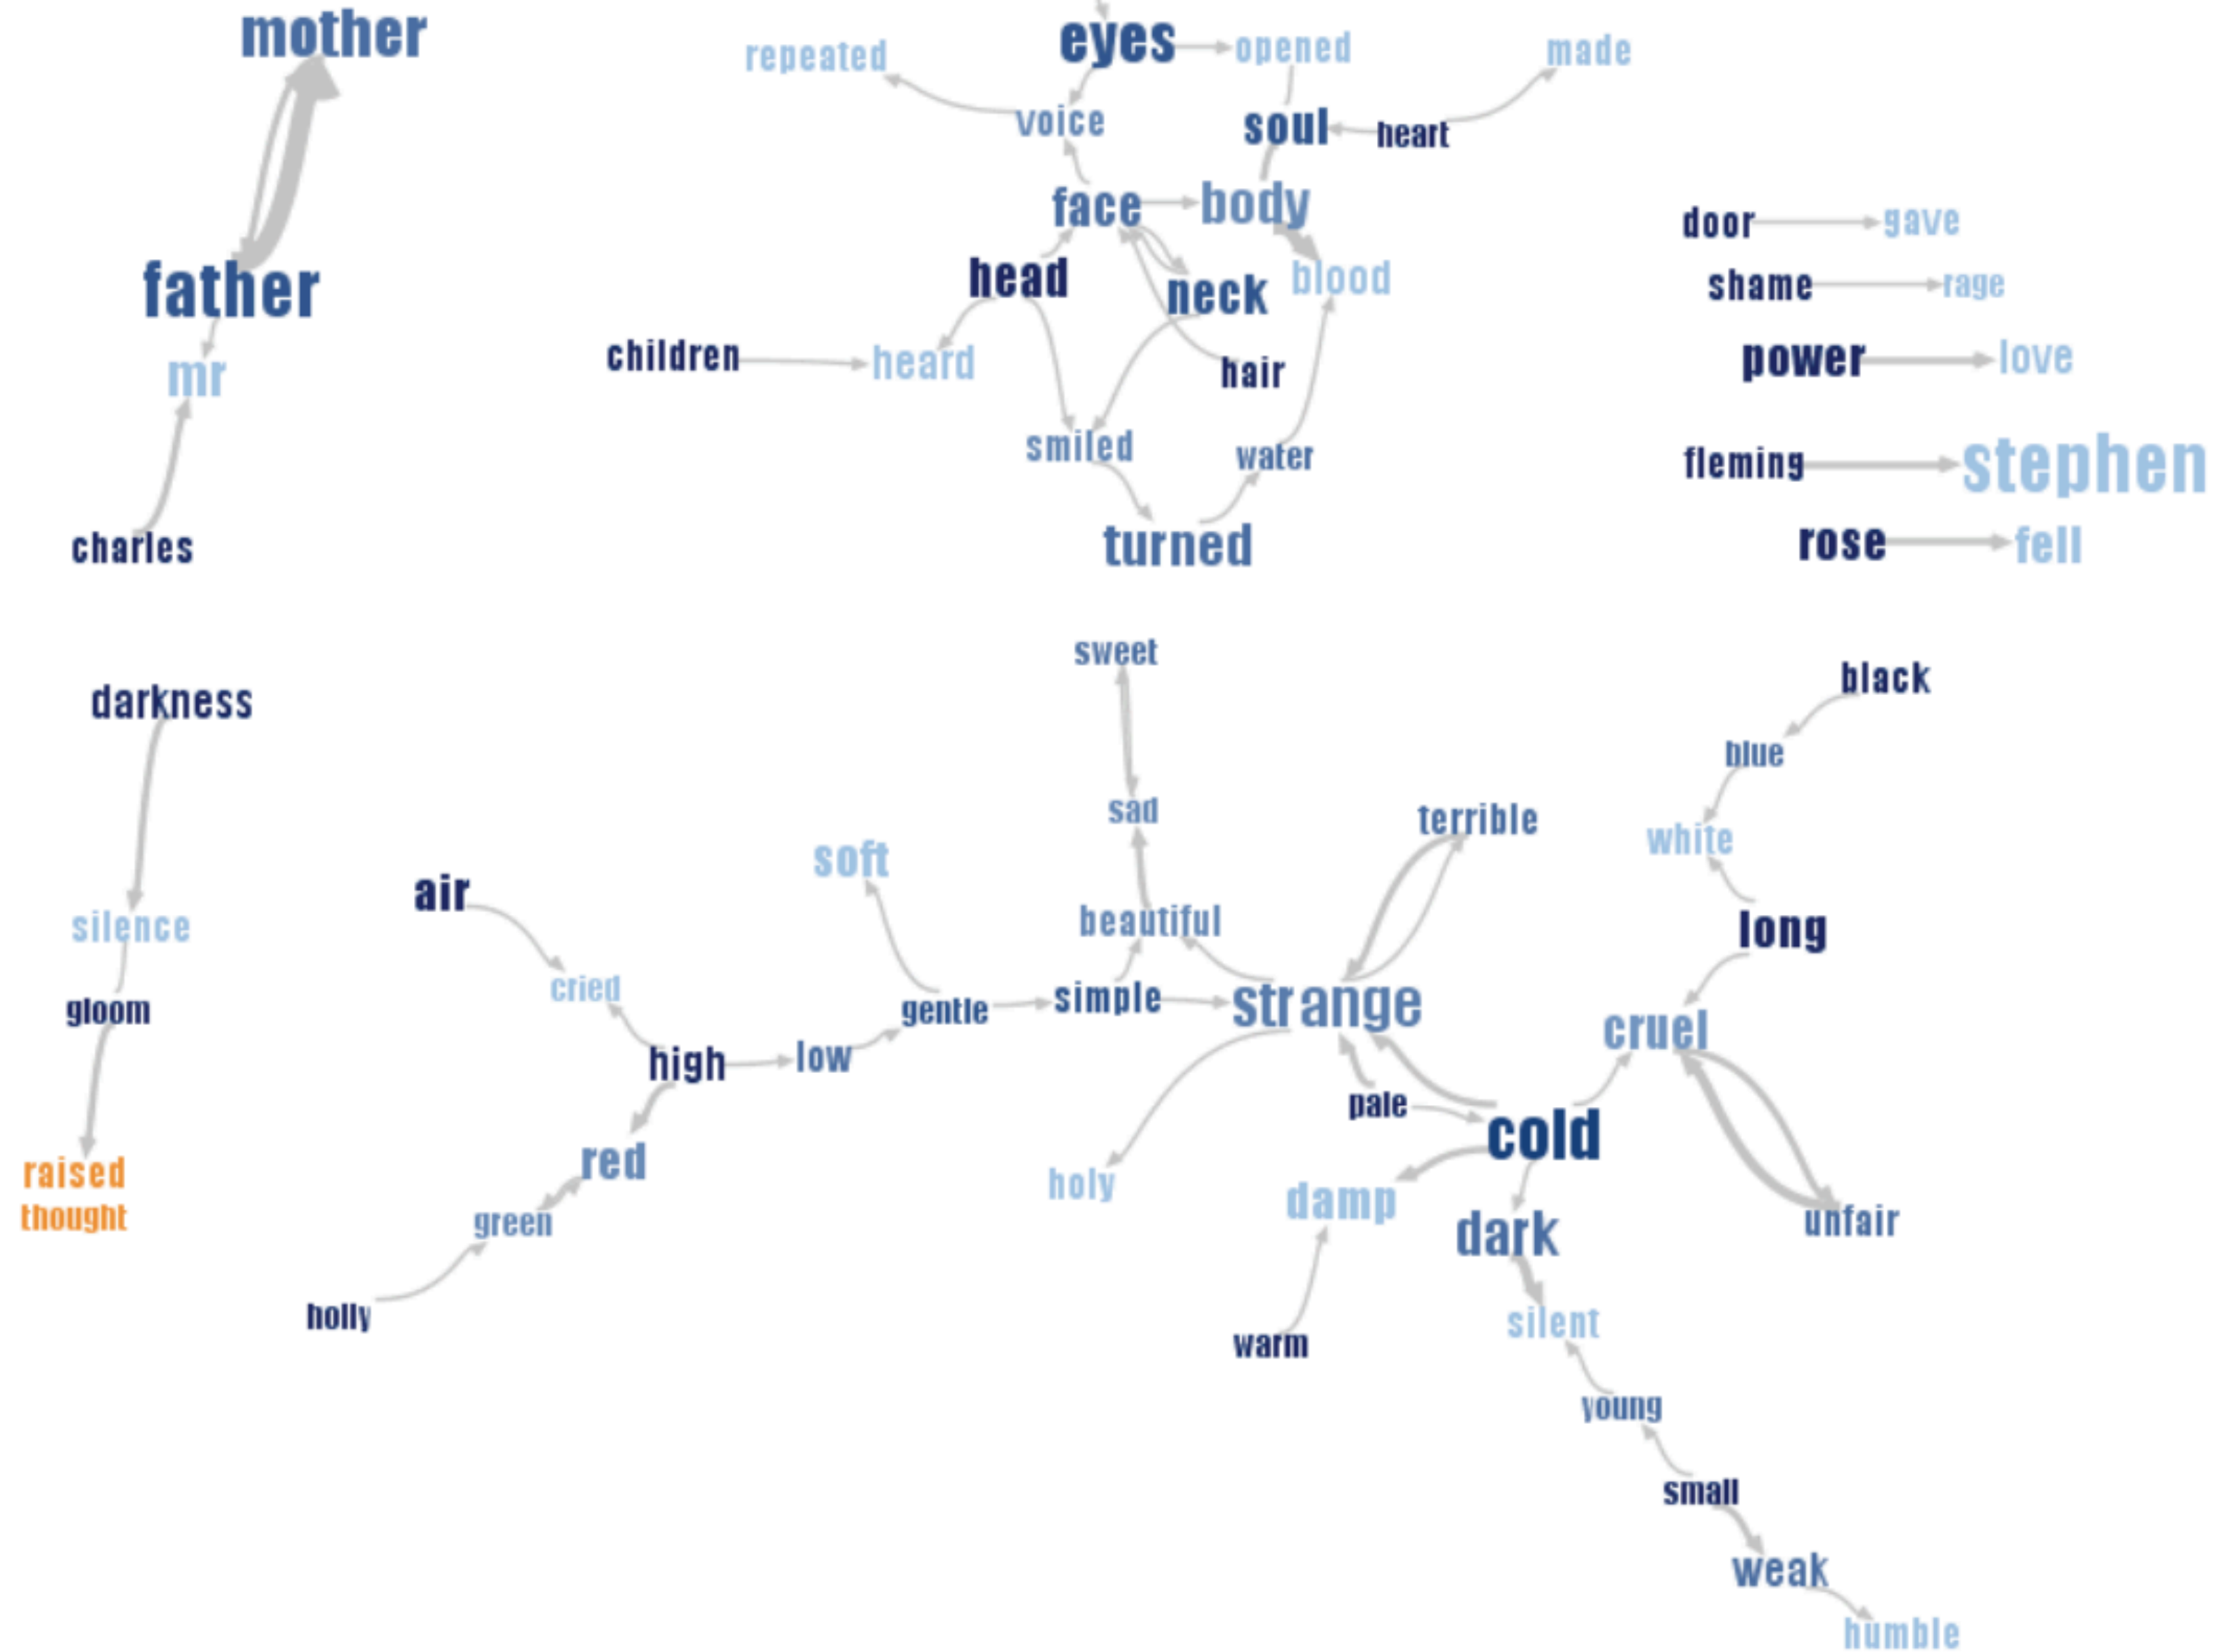 mother
eyes
repeated
opened
made
voice
soul
heart
face
body
door
gave
head
neck
blood
father
shame
rage
children
heard
hair
power
love
mr
smiled
water
fleming
stephen
charles
turned
rose
fell
sweet
darkness
black
blue
sad
terrible
soft
white
air
beautiful
silence
long
cried
gloom
gentle
simple
strange
cruel
high
low
pale
cold
raised
red
holy
damp
thought
green
dark
unfair
holly
warm
silent
young
small
weak
humble